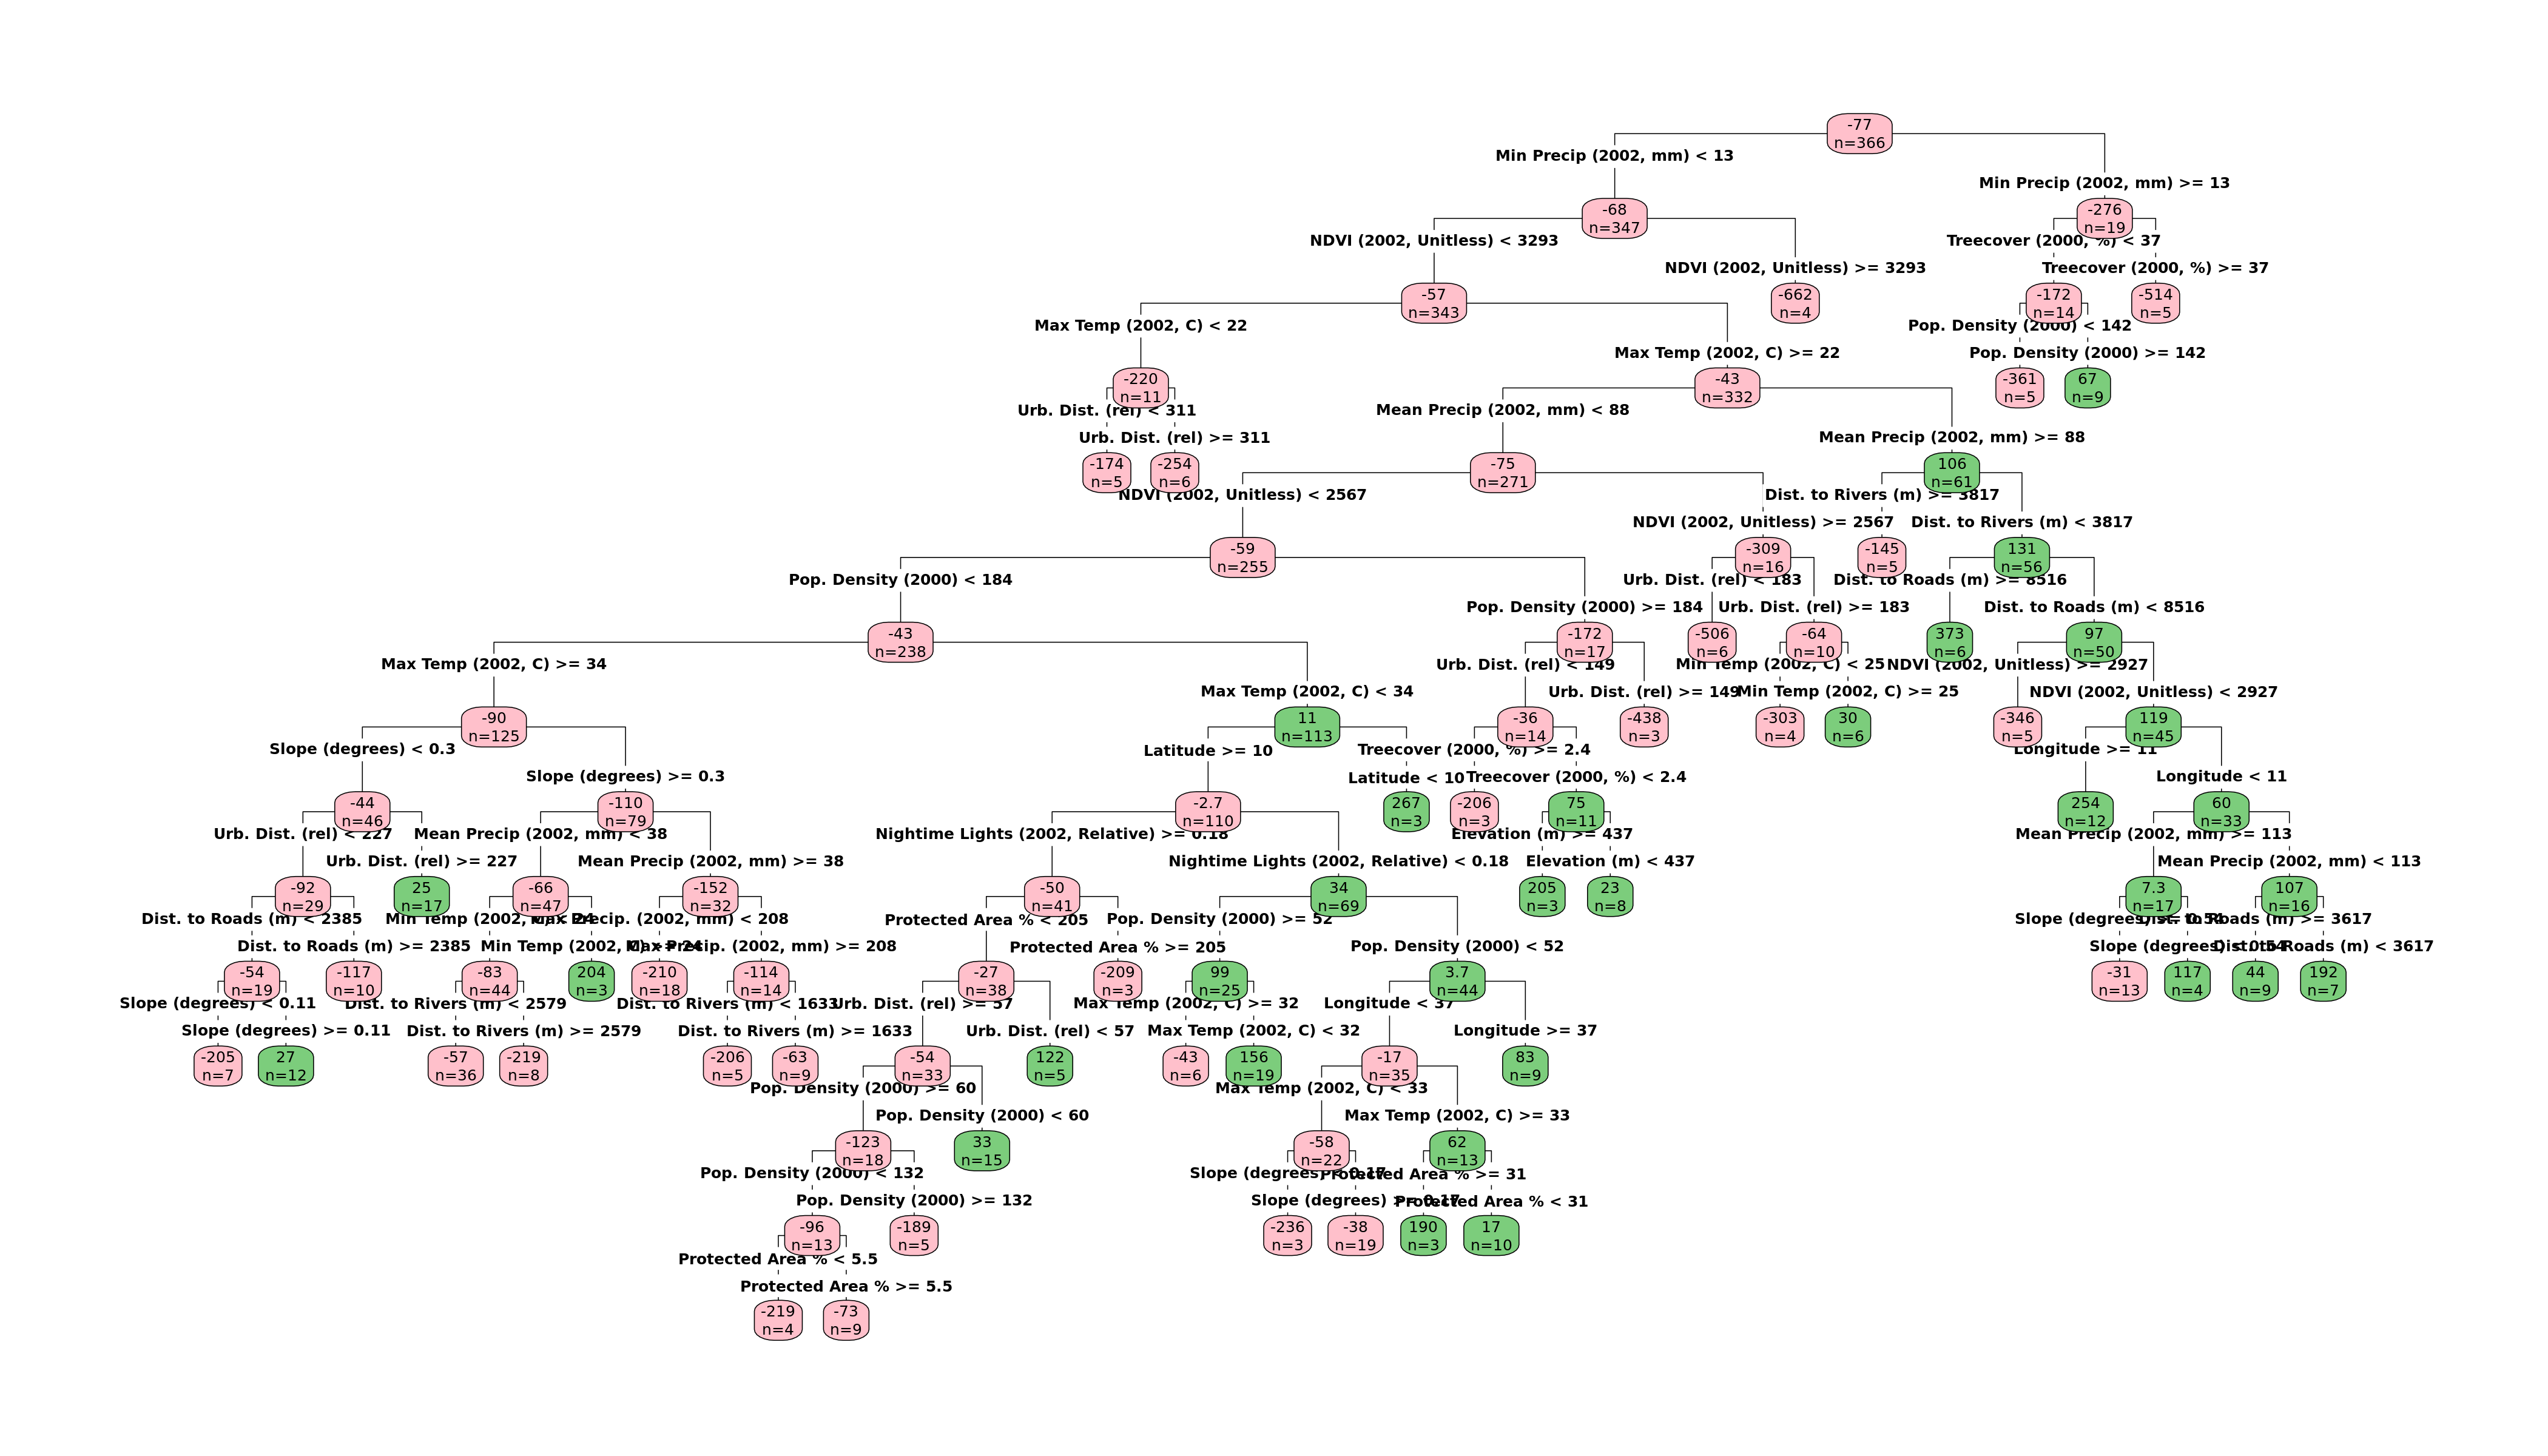 -77
n=366
Min Precip (2002, mm) < 13
Min Precip (2002, mm) >= 13
-68
n=347
-276
n=19
NDVI (2002, Unitless) < 3293
Treecover (2000, %) < 37
NDVI (2002, Unitless) >= 3293
Treecover (2000, %) >= 37
-57
n=343
-662
n=4
-172
n=14
-514
n=5
Max Temp (2002, C) < 22
Pop. Density (2000) < 142
Max Temp (2002, C) >= 22
Pop. Density (2000) >= 142
-220
n=11
-43
n=332
-361
n=5
67
n=9
Urb. Dist. (rel) < 311
Mean Precip (2002, mm) < 88
Urb. Dist. (rel) >= 311
Mean Precip (2002, mm) >= 88
-174
n=5
-254
n=6
-75
n=271
106
n=61
NDVI (2002, Unitless) < 2567
Dist. to Rivers (m) >= 3817
NDVI (2002, Unitless) >= 2567
Dist. to Rivers (m) < 3817
-59
n=255
-309
n=16
-145
n=5
131
n=56
Pop. Density (2000) < 184
Urb. Dist. (rel) < 183
Dist. to Roads (m) >= 8516
Pop. Density (2000) >= 184
Urb. Dist. (rel) >= 183
Dist. to Roads (m) < 8516
-43
n=238
-172
n=17
-506
n=6
-64
n=10
373
n=6
97
n=50
Max Temp (2002, C) >= 34
Urb. Dist. (rel) < 149
Min Temp (2002, C) < 25
NDVI (2002, Unitless) >= 2927
Max Temp (2002, C) < 34
Urb. Dist. (rel) >= 149
Min Temp (2002, C) >= 25
NDVI (2002, Unitless) < 2927
-90
n=125
11
n=113
-36
n=14
-438
n=3
-303
n=4
30
n=6
-346
n=5
119
n=45
Slope (degrees) < 0.3
Latitude >= 10
Treecover (2000, %) >= 2.4
Longitude >= 11
Slope (degrees) >= 0.3
Latitude < 10
Treecover (2000, %) < 2.4
Longitude < 11
-44
n=46
-110
n=79
-2.7
n=110
267
n=3
-206
n=3
75
n=11
254
n=12
60
n=33
Urb. Dist. (rel) < 227
Mean Precip (2002, mm) < 38
Nightime Lights (2002, Relative) >= 0.18
Elevation (m) >= 437
Mean Precip (2002, mm) >= 113
Urb. Dist. (rel) >= 227
Mean Precip (2002, mm) >= 38
Nightime Lights (2002, Relative) < 0.18
Elevation (m) < 437
Mean Precip (2002, mm) < 113
-92
n=29
25
n=17
-66
n=47
-152
n=32
-50
n=41
34
n=69
205
n=3
23
n=8
7.3
n=17
107
n=16
Dist. to Roads (m) < 2385
Min Temp (2002, C) < 24
Max Precip. (2002, mm) < 208
Protected Area % < 205
Pop. Density (2000) >= 52
Slope (degrees) >= 0.54
Dist. to Roads (m) >= 3617
Dist. to Roads (m) >= 2385
Min Temp (2002, C) >= 24
Max Precip. (2002, mm) >= 208
Protected Area % >= 205
Pop. Density (2000) < 52
Slope (degrees) < 0.54
Dist. to Roads (m) < 3617
-54
n=19
-117
n=10
-83
n=44
204
n=3
-210
n=18
-114
n=14
-27
n=38
-209
n=3
99
n=25
3.7
n=44
-31
n=13
117
n=4
44
n=9
192
n=7
Slope (degrees) < 0.11
Dist. to Rivers (m) < 2579
Dist. to Rivers (m) < 1633
Urb. Dist. (rel) >= 57
Max Temp (2002, C) >= 32
Longitude < 37
Slope (degrees) >= 0.11
Dist. to Rivers (m) >= 2579
Dist. to Rivers (m) >= 1633
Urb. Dist. (rel) < 57
Max Temp (2002, C) < 32
Longitude >= 37
-205
n=7
27
n=12
-57
n=36
-219
n=8
-206
n=5
-63
n=9
-54
n=33
122
n=5
-43
n=6
156
n=19
-17
n=35
83
n=9
Pop. Density (2000) >= 60
Max Temp (2002, C) < 33
Pop. Density (2000) < 60
Max Temp (2002, C) >= 33
-123
n=18
33
n=15
-58
n=22
62
n=13
Pop. Density (2000) < 132
Slope (degrees) < 0.17
Protected Area % >= 31
Pop. Density (2000) >= 132
Slope (degrees) >= 0.17
Protected Area % < 31
-96
n=13
-189
n=5
-236
n=3
-38
n=19
190
n=3
17
n=10
Protected Area % < 5.5
Protected Area % >= 5.5
-219
n=4
-73
n=9